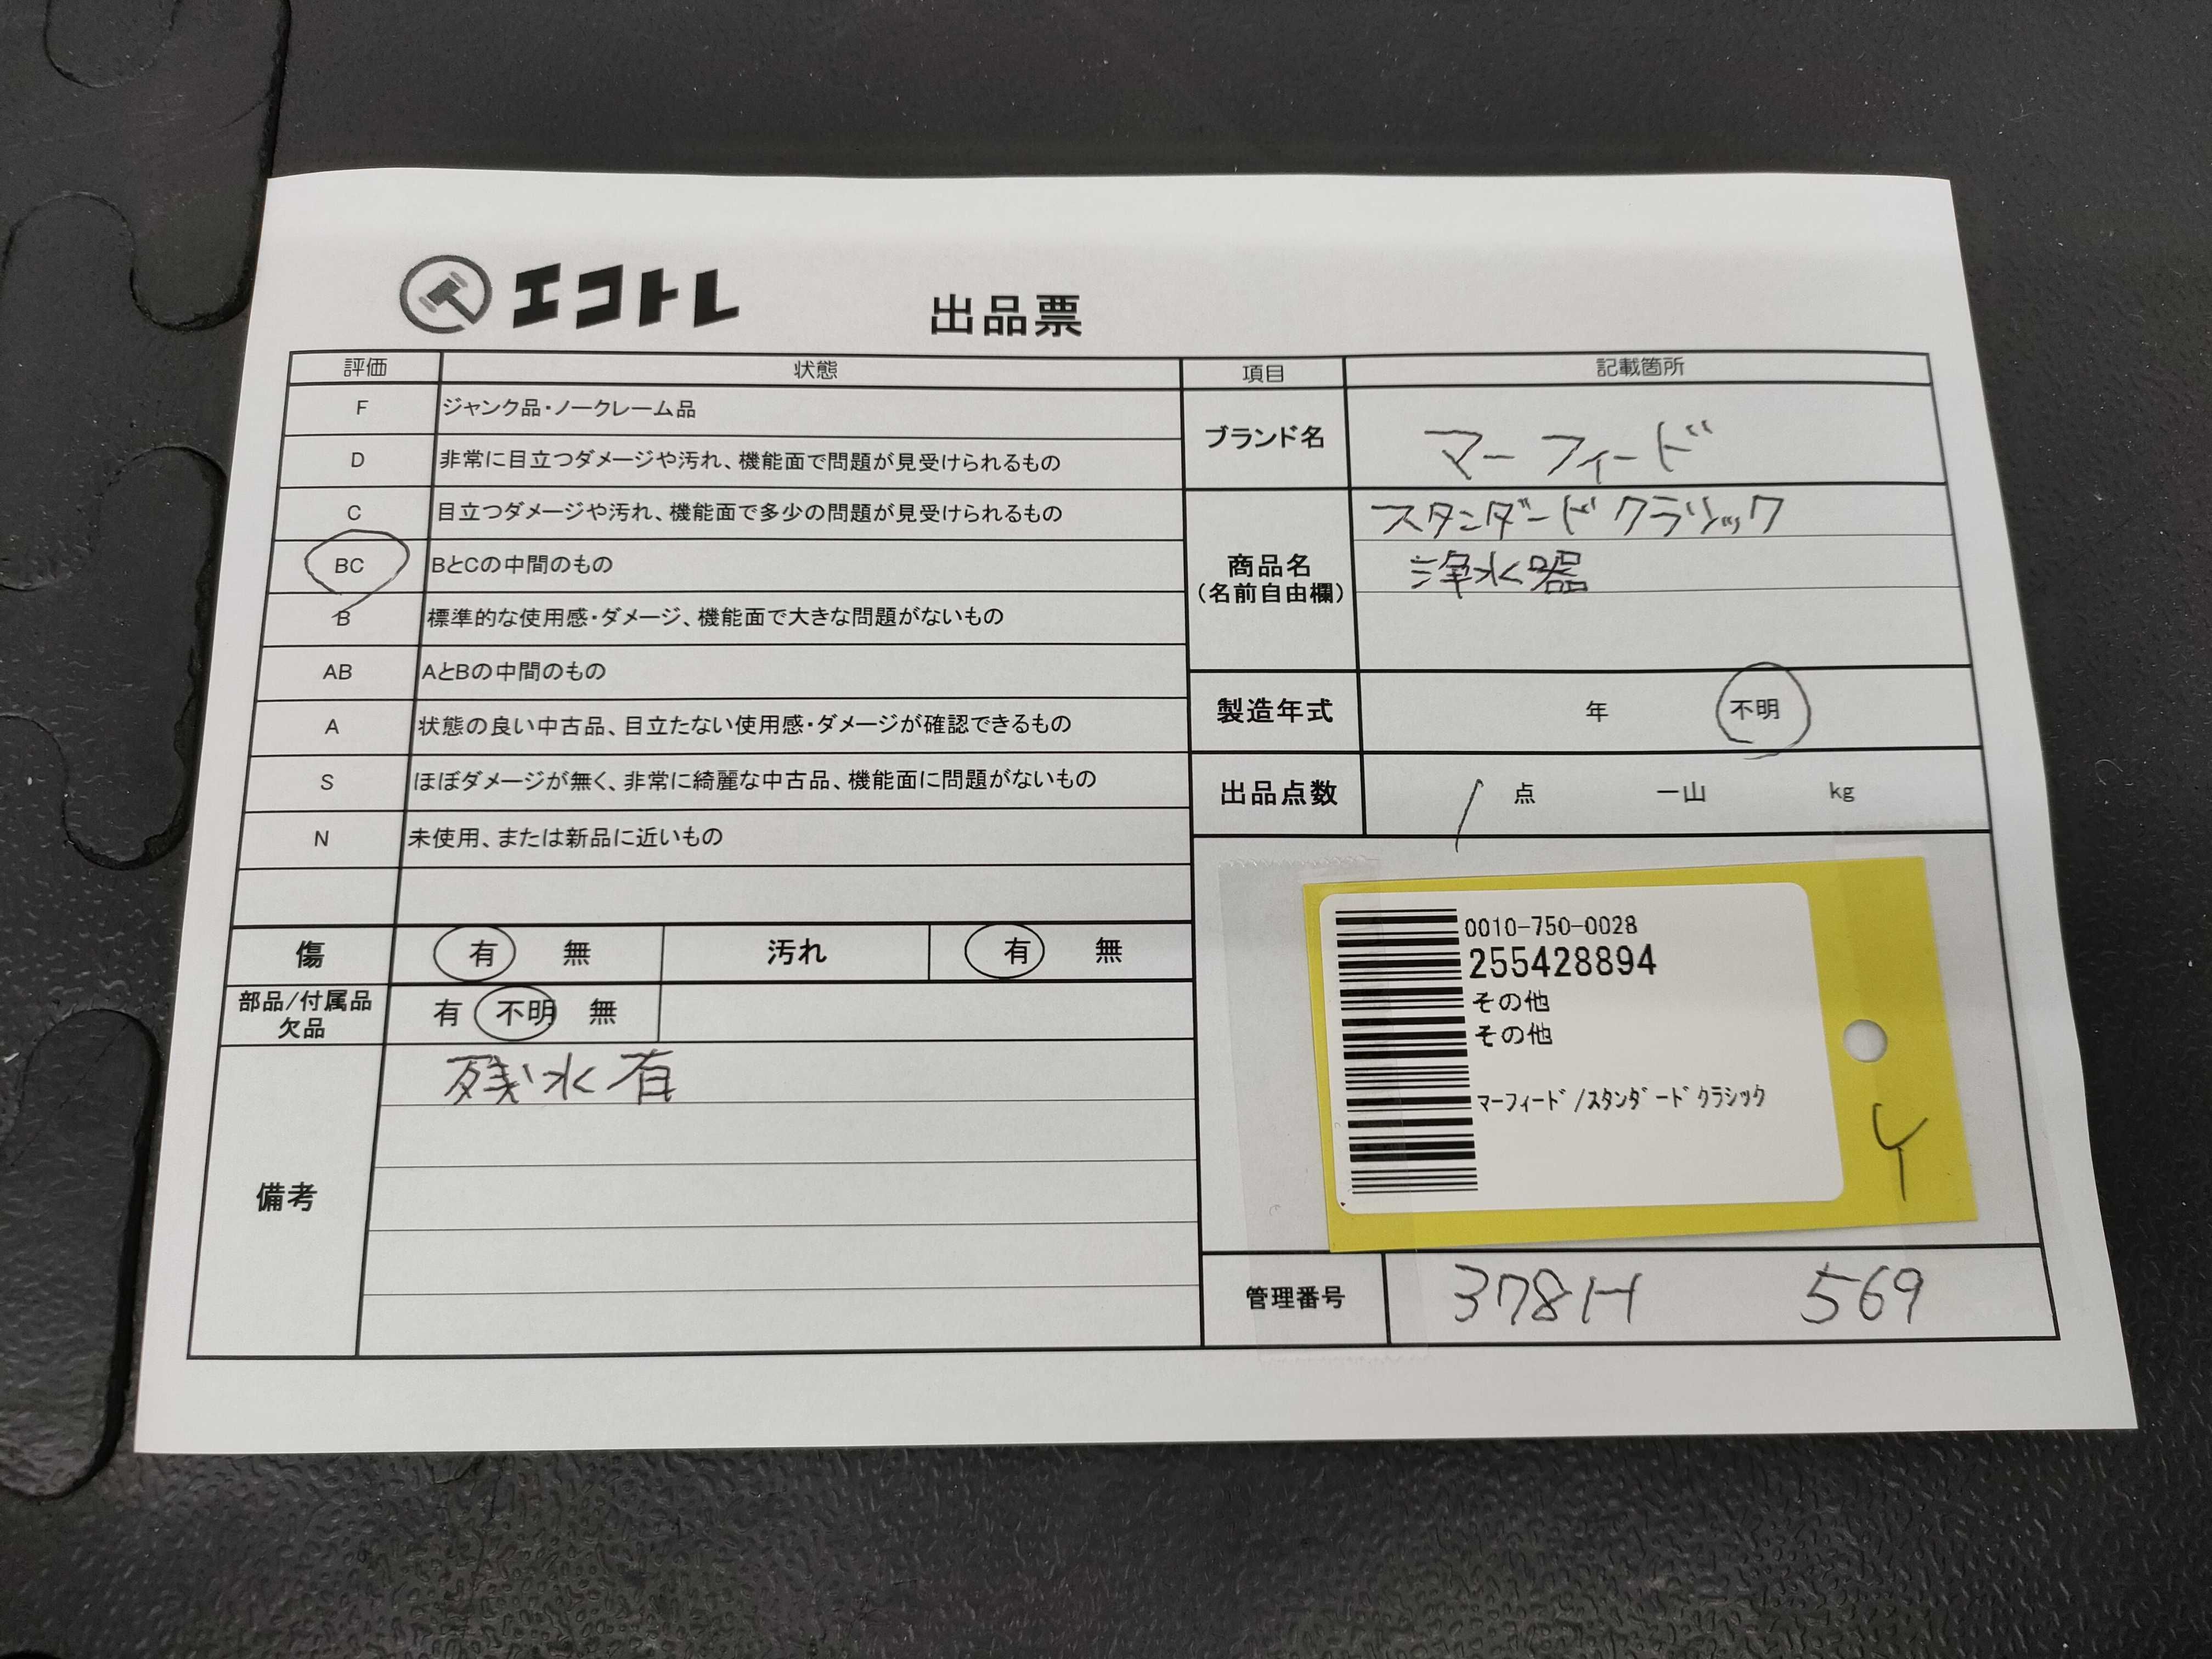 エコトレ 出品票
評価 状態
F ジャンク品・ノークレーム品
D 非常に目立つダメージや汚れ、機能面で問題が見受けられるもの
C 目立つダメージや汚れ、機能面で多少の問題が見受けられるもの
BC BとCの中間のもの
B 標準的な使用感・ダメージ、機能面で大きな問題がないもの
AB AとBの中間のもの
A 状態の良い中古品、目立たない使用感・ダメージが確認できるもの
S ほぼダメージが無く、非常に綺麗な中古品、機能面に問題がないもの
N 未使用、または新品に近いもの
傷 有 無 汚れ 有 無
部品/付属品
欠品
有 不明 無
備考
残水有
項目 記載箇所
ブランド名 マーフィード
商品名
(名前自由欄)
スタンダードクラシック
浄水器
製造年式 年 不明
出品点数 1 点 一山 kg
0010-750-0028
255428894
その他
その他
ﾏｰﾌｨｰﾄﾞ/ｽﾀﾝﾀﾞｰﾄﾞｸﾗｼｯｸ
Y
管理番号 378H 569